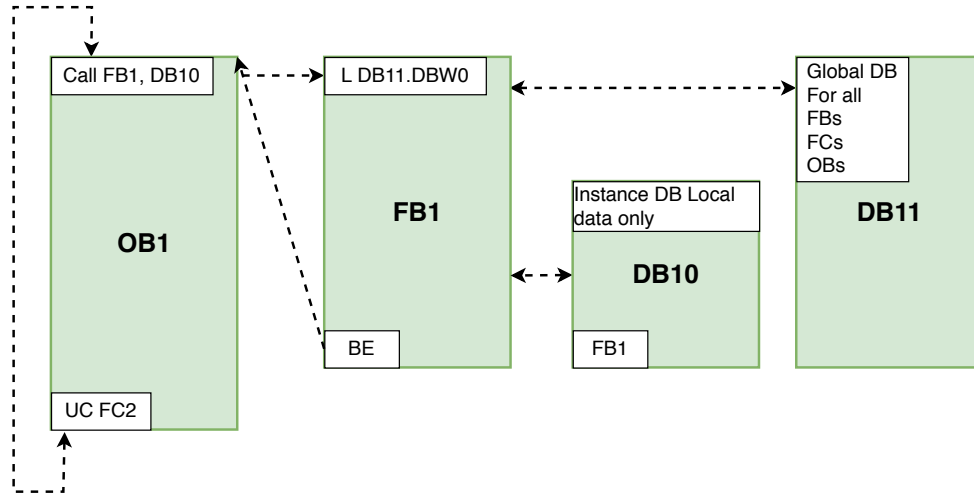 Call FB1, DB10
OB1
UC FC2
L DB11.DBW0
FB1
BE
Instance DB Local
data only
DB10
FB1
Global DB
For all
FBs
FCs
OBs
DB11